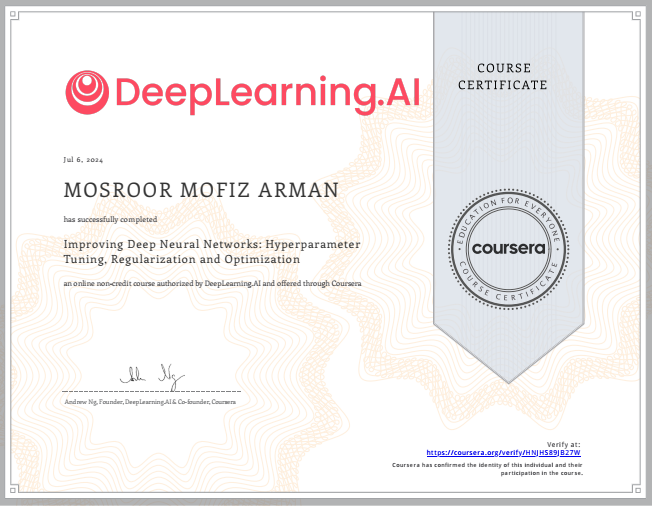 DeepLearning.AI
COURSE
CERTIFICATE
Jul 6, 2024
MOSROOR MOFIZ ARMAN
has successfully completed
Improving Deep Neural Networks: Hyperparameter
Tuning, Regularization and Optimization
an online non-credit course authorized by DeepLearning.AI and offered through Coursera
EDUCATION FOR EVERYONE
coursera
COURSE CERTIFICATE
Andrew Ng, Founder, DeepLearning.AI & Co-founder, Coursera
Verify at:
https://coursera.org/verify/HNJHS89JB27W
Coursera has confirmed the identity of this individual and their
participation in the course.